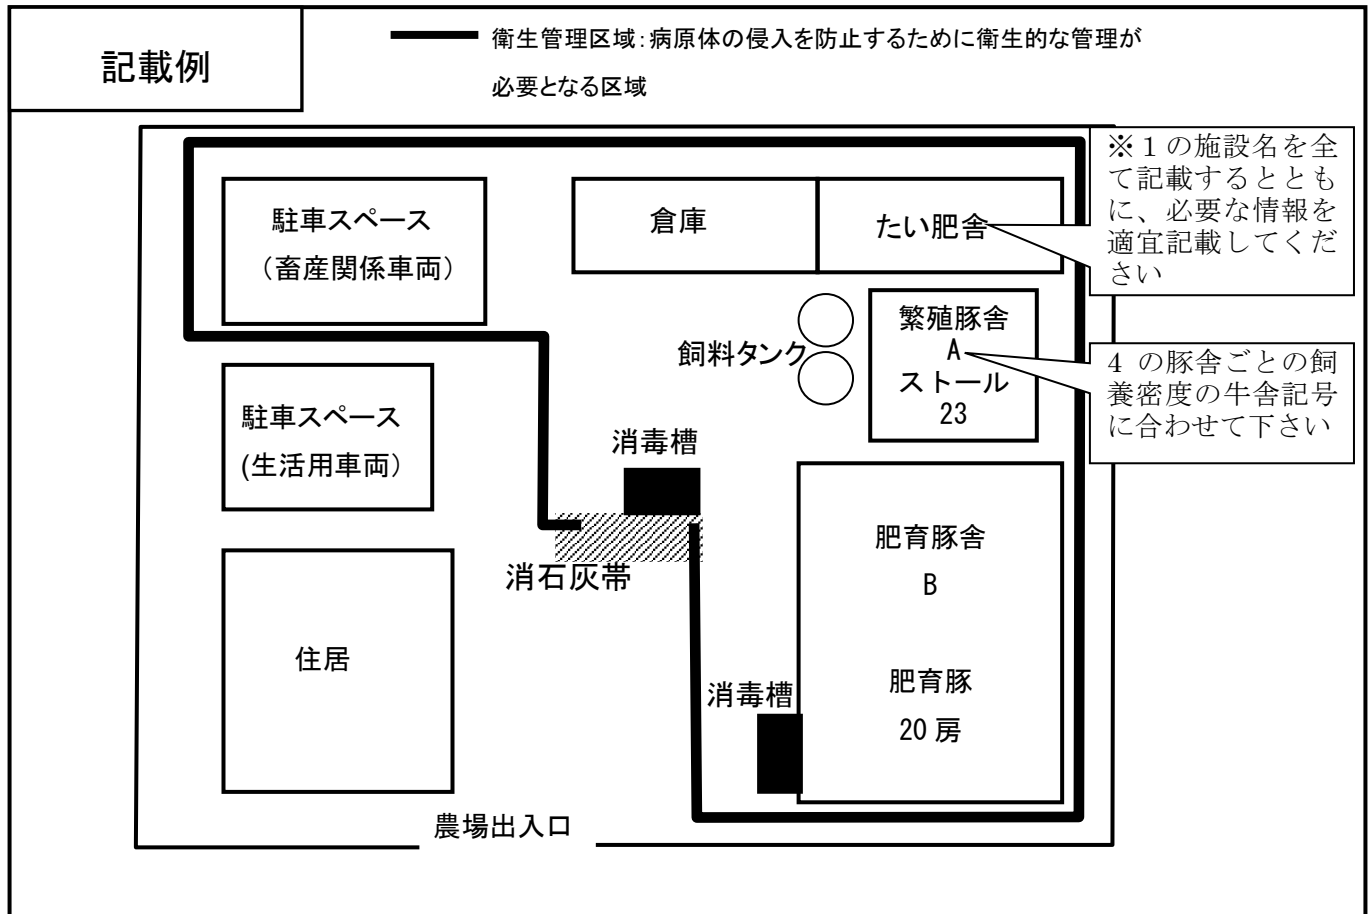 記載例
衛生管理区域：病原体の侵入を防止するために衛生的な管理が
必要となる区域
※１の施設名を全
て記載するととも
に、必要な情報を
適宜記載してくだ
さい
駐車スペース
（畜産関係車両）
倉庫
たい肥舎
飼料タンク
繁殖豚舎
A
ストール
23
4 の豚舎ごとの飼
養密度の牛舎記号
に合わせて下さい
駐車スペース
(生活用車両）
消毒槽
消石灰帯
肥育豚舎
B
肥育豚
20 房
住居
消毒槽
農場出入口